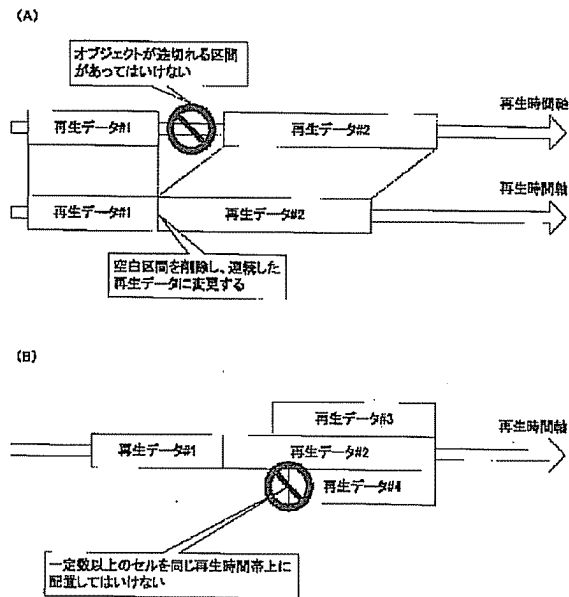 (A)
オブジェクトが途切れる区間
があってはいけない
再生時間軸
再生データ#1
再生データ#2
再生時間軸
再生データ#1
再生データ#2
空白区間を削除し、連続した
再生データに変更する
(B)
再生データ#3
再生時間軸
再生データ#1
再生データ#2
再生データ#4
一定数以上のセルを同じ再生時間帯上に
配置してはいけない